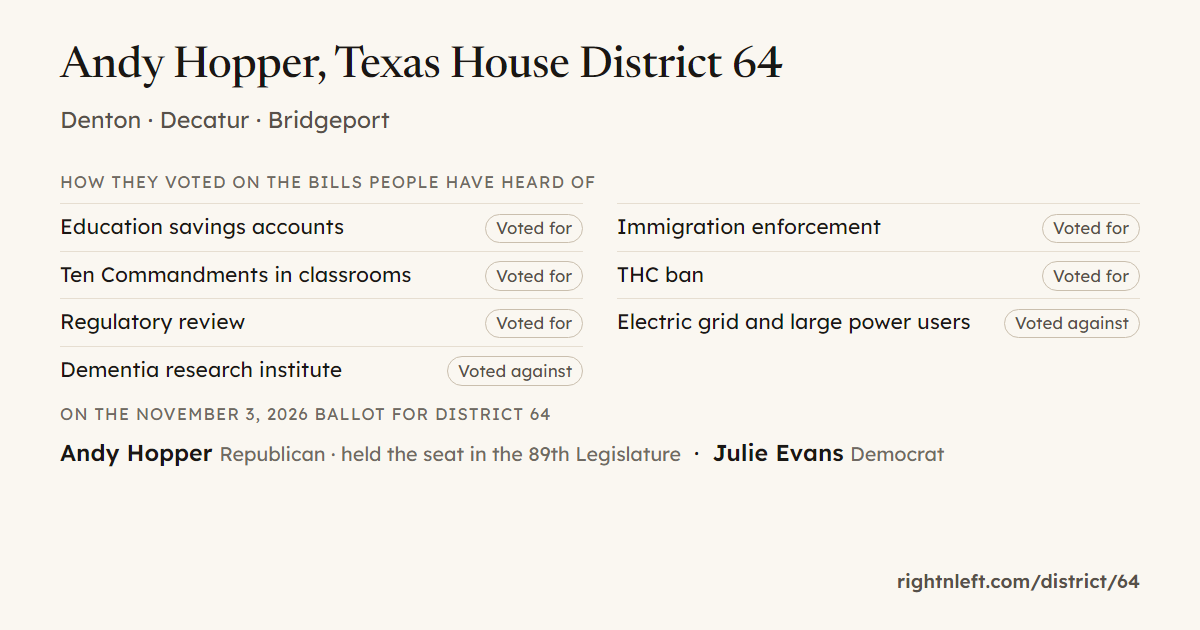 Andy Hopper, Texas House District 64
Denton · Decatur · Bridgeport
HOW THEY VOTED ON THE BILLS PEOPLE HAVE HEARD OF
Education savings accounts Voted for
Ten Commandments in classrooms Voted for
Regulatory review Voted for
Dementia research institute Voted against
Immigration enforcement Voted for
THC ban Voted for
Electric grid and large power users Voted against
ON THE NOVEMBER 3, 2026 BALLOT FOR DISTRICT 64
Andy Hopper Republican · held the seat in the 89th Legislature · Julie Evans Democrat
rightnleft.com/district/64